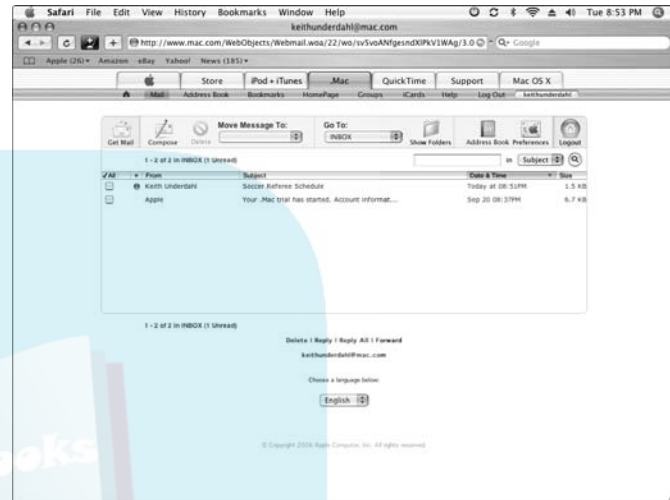 Safari File Edit View History Bookmarks Window Help Tue 8:53 PM
keithunderdahl@mac.com
http://www.mac.com/WebObjects/Webmail.woa/22/wo/ Google
Apple (26) Amazon eBay Yahoo! News (185)
Store iPod + iTunes .Mac QuickTime Support Mac OS X
Mail Address Book Bookmarks HomePage Groups iCards Help Log Out keithunderdahl
Move Message To: Go To:
INBOX
Get Mail Compose Delete Show Folders Address Book Preferences Logout
1 - 2 of 2 in INBOX (1 Unread) in Subject
All From Subject Date & Time Size
Keith Underdahl Soccer Referee Schedule Today at 08:51PM 1.5 KB
Apple Your .Mac trial has started. Account informat... Sep 20 08:37PM 6.7 KB
1 - 2 of 2 in INBOX (1 Unread)
Delete | Reply | Reply All | Forward
keithunderdahl@mac.com
Choose a language below:
English
© Copyright 2006 Apple Computer, Inc. All rights reserved.
ooks